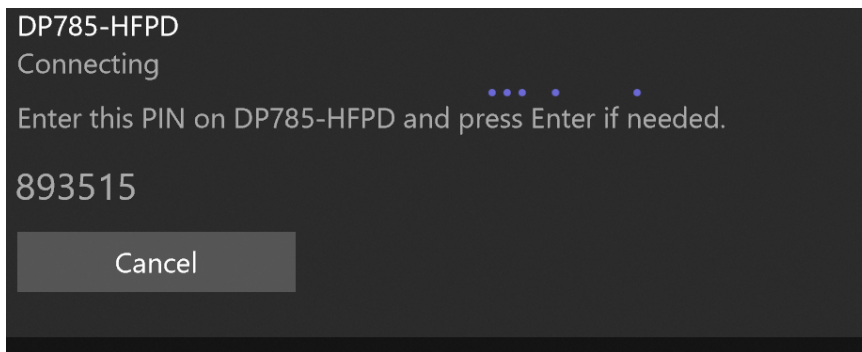 DP785-HFPD
Connecting
Enter this PIN on DP785-HFPD and press Enter if needed.
893515
Cancel